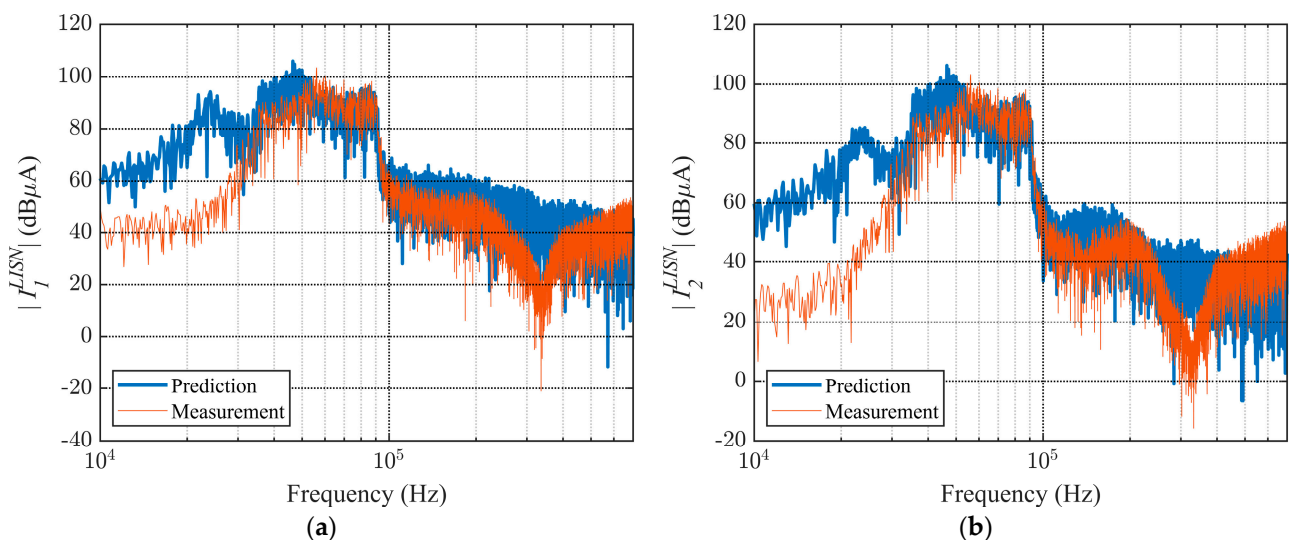 120
100
80
60
40
20
0
-20
-40
10^4
10^5
| I_1^{LISN} | (dBμA)
Frequency (Hz)
Prediction
Measurement
(a)
120
100
80
60
40
20
0
-20
10^4
10^5
| I_2^{LISN} | (dBμA)
Frequency (Hz)
Prediction
Measurement
(b)